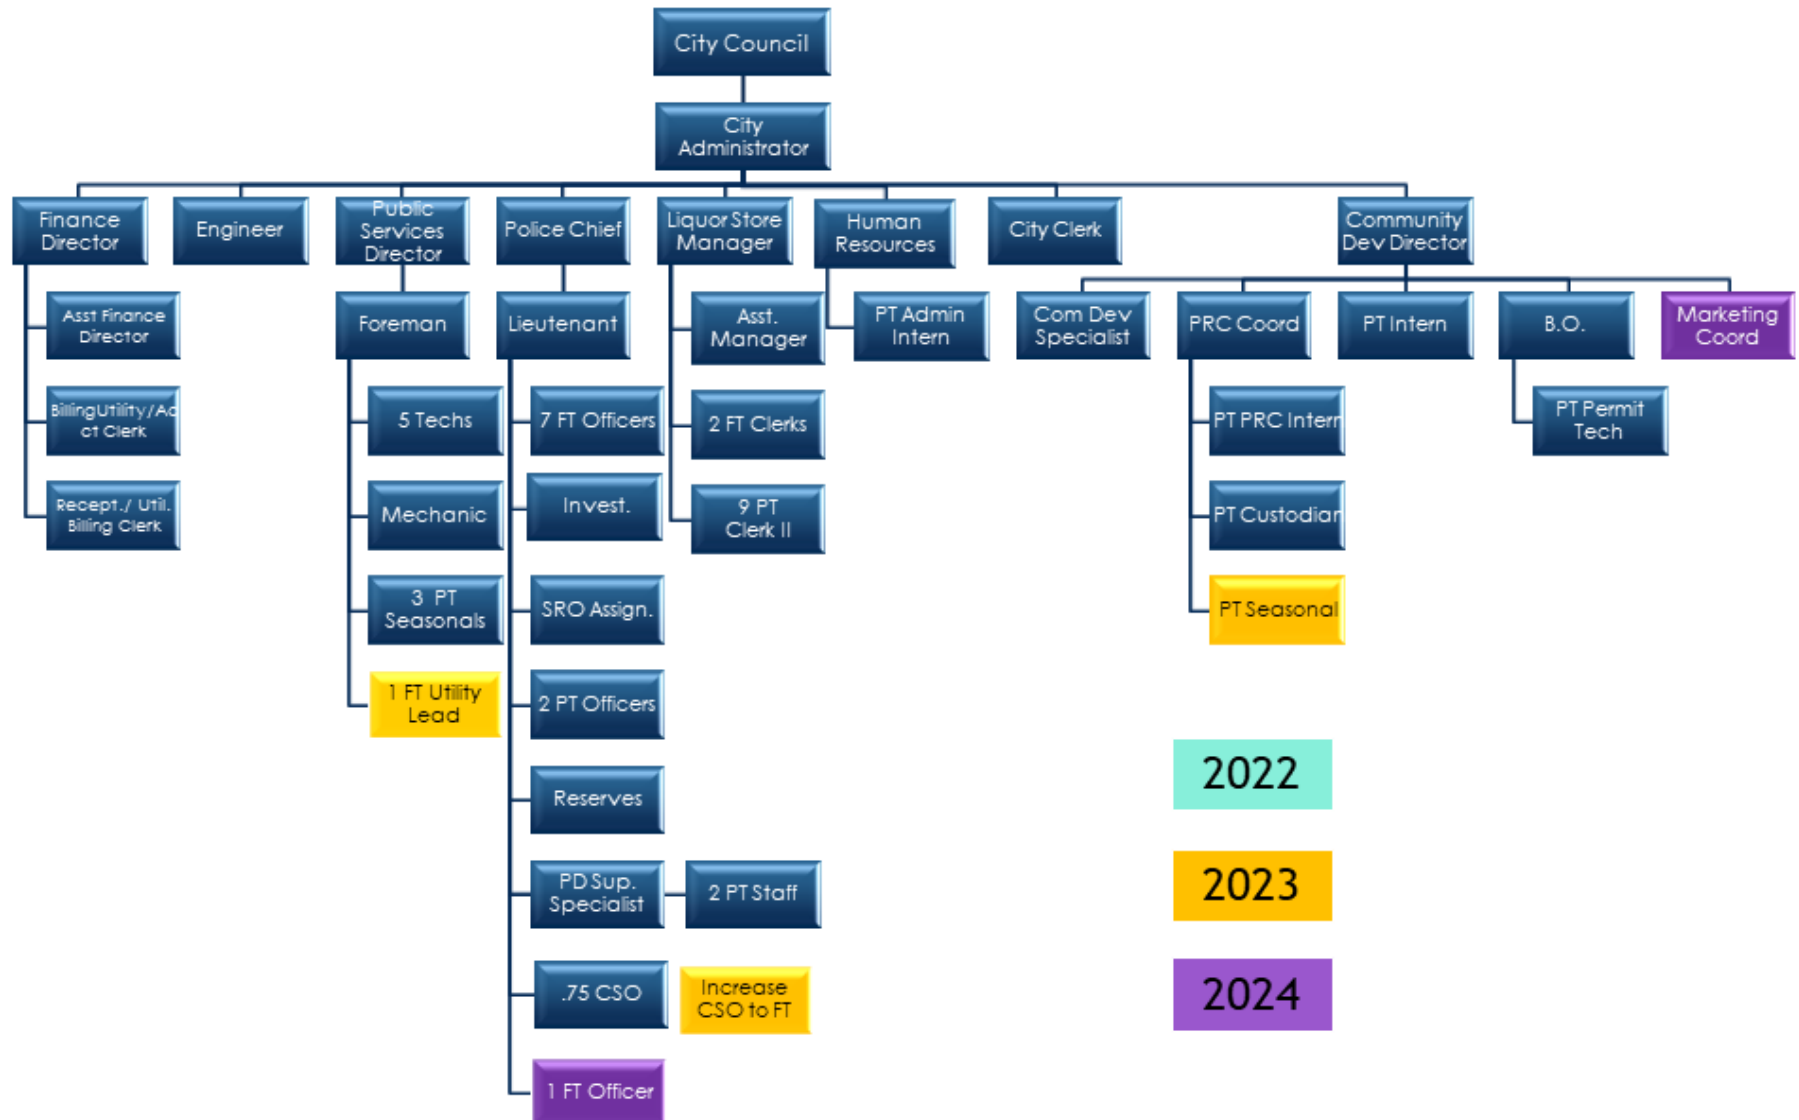 City Council
City
Administrator
Finance
Director
Engineer
Public
Services
Director
Police Chief
Liquor Store
Manager
Human
Resources
City Clerk
Community
Dev Director
Asst Finance
Director
Foreman
Lieutenant
Asst.
Manager
PT Admin
Intern
Com Dev
Specialist
PRC Coord
PT Intern
B.O.
Marketing
Coord
BillingUtility/Ac
ct Clerk
5 Techs
7 FT Officers
2 FT Clerks
PT PRC Intern
PT Permit
Tech
Recept./ Util.
Billing Clerk
Mechanic
Invest.
9 PT
Clerk II
PT Custodian
3 PT
Seasonals
SRO Assign.
PT Seasonal
1 FT Utility
Lead
2 PT Officers
Reserves
2022
PD Sup.
Specialist
2 PT Staff
2023
.75 CSO
Increase
CSO to FT
2024
1 FT Officer